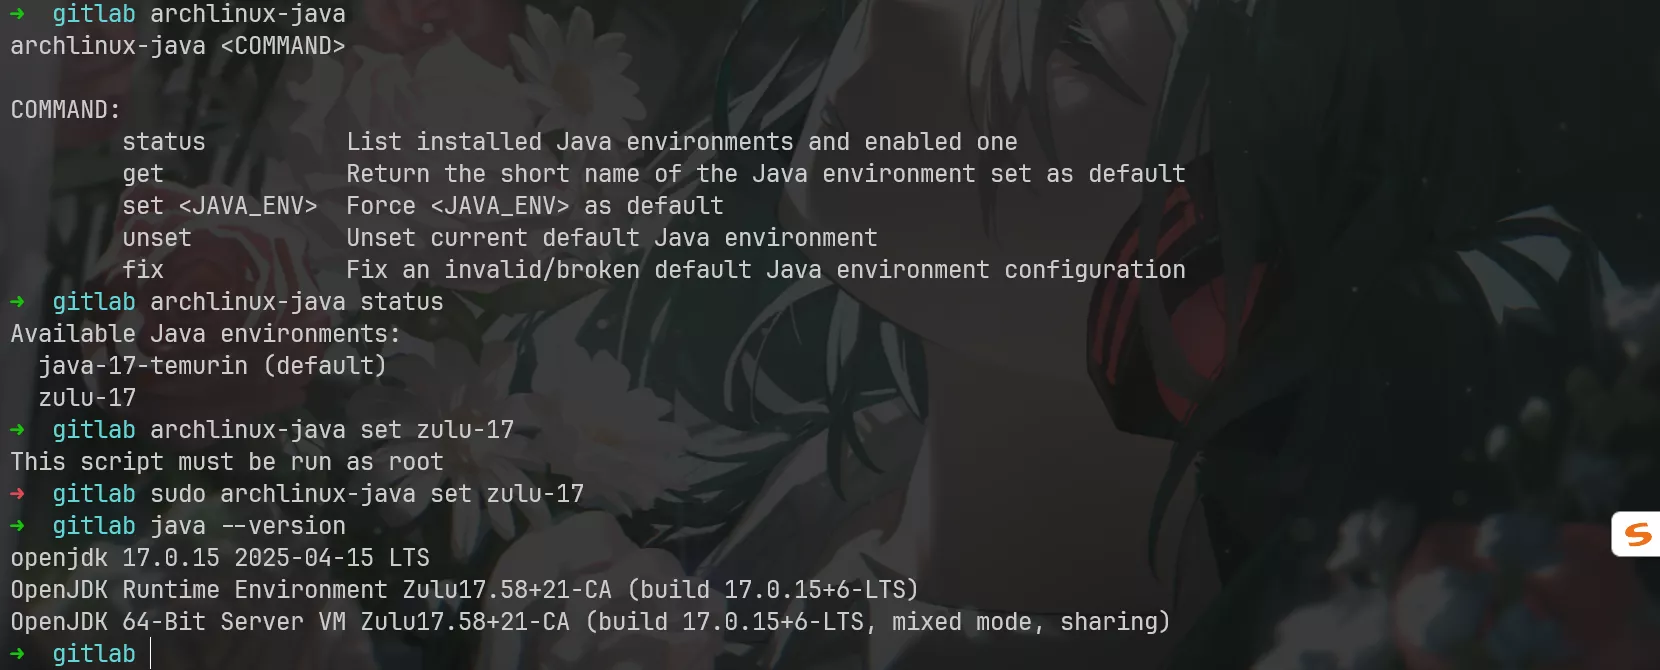 ➜  gitlab archlinux-java
archlinux-java <COMMAND>

COMMAND:
        status          List installed Java environments and enabled one
        get             Return the short name of the Java environment set as default
        set <JAVA_ENV>  Force <JAVA_ENV> as default
        unset           Unset current default Java environment
        fix             Fix an invalid/broken default Java environment configuration
➜  gitlab archlinux-java status
Available Java environments:
  java-17-temurin (default)
  zulu-17
➜  gitlab archlinux-java set zulu-17
This script must be run as root
➜  gitlab sudo archlinux-java set zulu-17
➜  gitlab java --version
openjdk 17.0.15 2025-04-15 LTS
OpenJDK Runtime Environment Zulu17.58+21-CA (build 17.0.15+6-LTS)
OpenJDK 64-Bit Server VM Zulu17.58+21-CA (build 17.0.15+6-LTS, mixed mode, sharing)
➜  gitlab
S